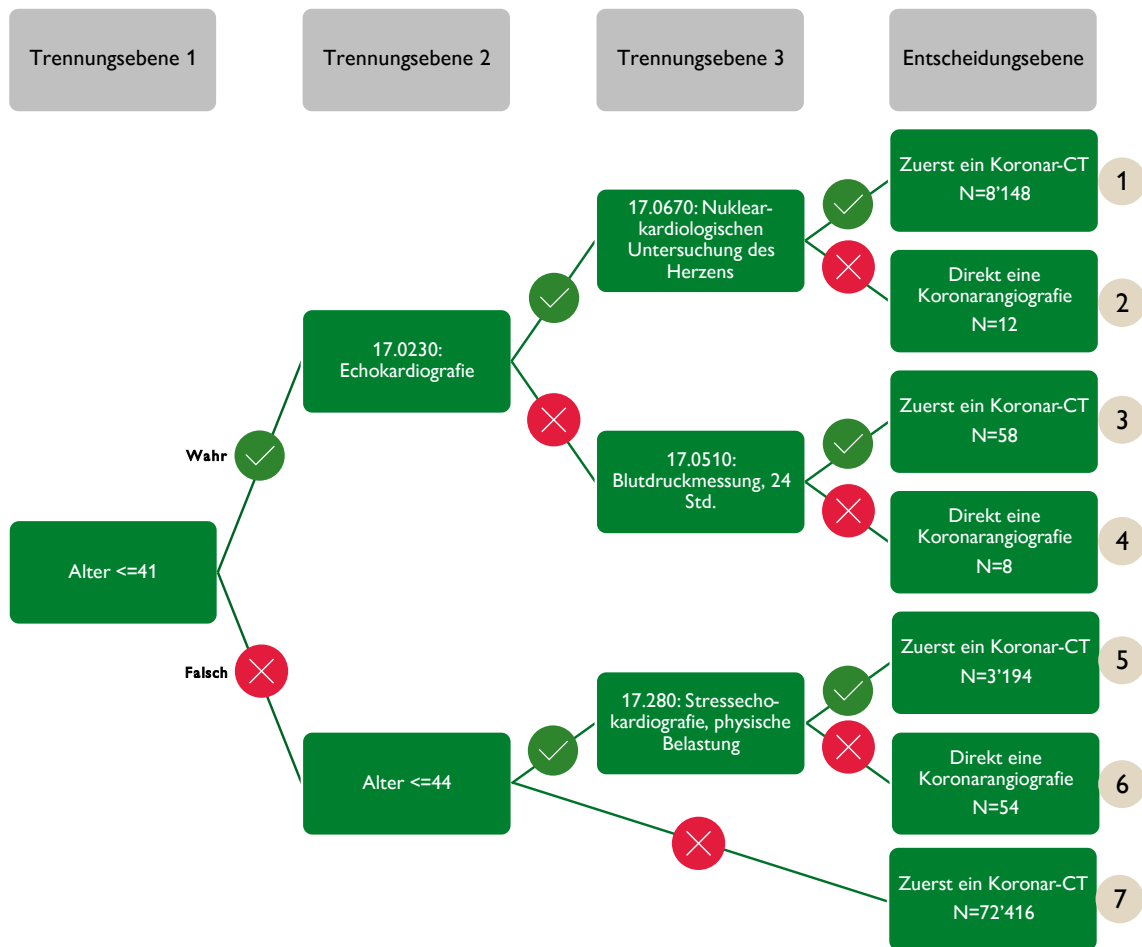 Trennungsebene 1
Trennungsebene 2
Trennungsebene 3
Entscheidungsebene
Zuerst ein Koronar-CT
N=8’148
1
17.0670: Nuklear-
kardiologischen
Untersuchung des
Herzens
Direkt eine
Koronarangiografie
N=12
2
17.0230:
Echokardiografie
Zuerst ein Koronar-CT
N=58
3
Wahr
17.0510:
Blutdruckmessung, 24
Std.
Direkt eine
Koronarangiografie
N=8
4
Alter <=41
Zuerst ein Koronar-CT
N=3’194
5
Falsch
17.280: Stressecho-
kardiografie, physische
Belastung
Direkt eine
Koronarangiografie
N=54
6
Alter <=44
Zuerst ein Koronar-CT
N=72’416
7